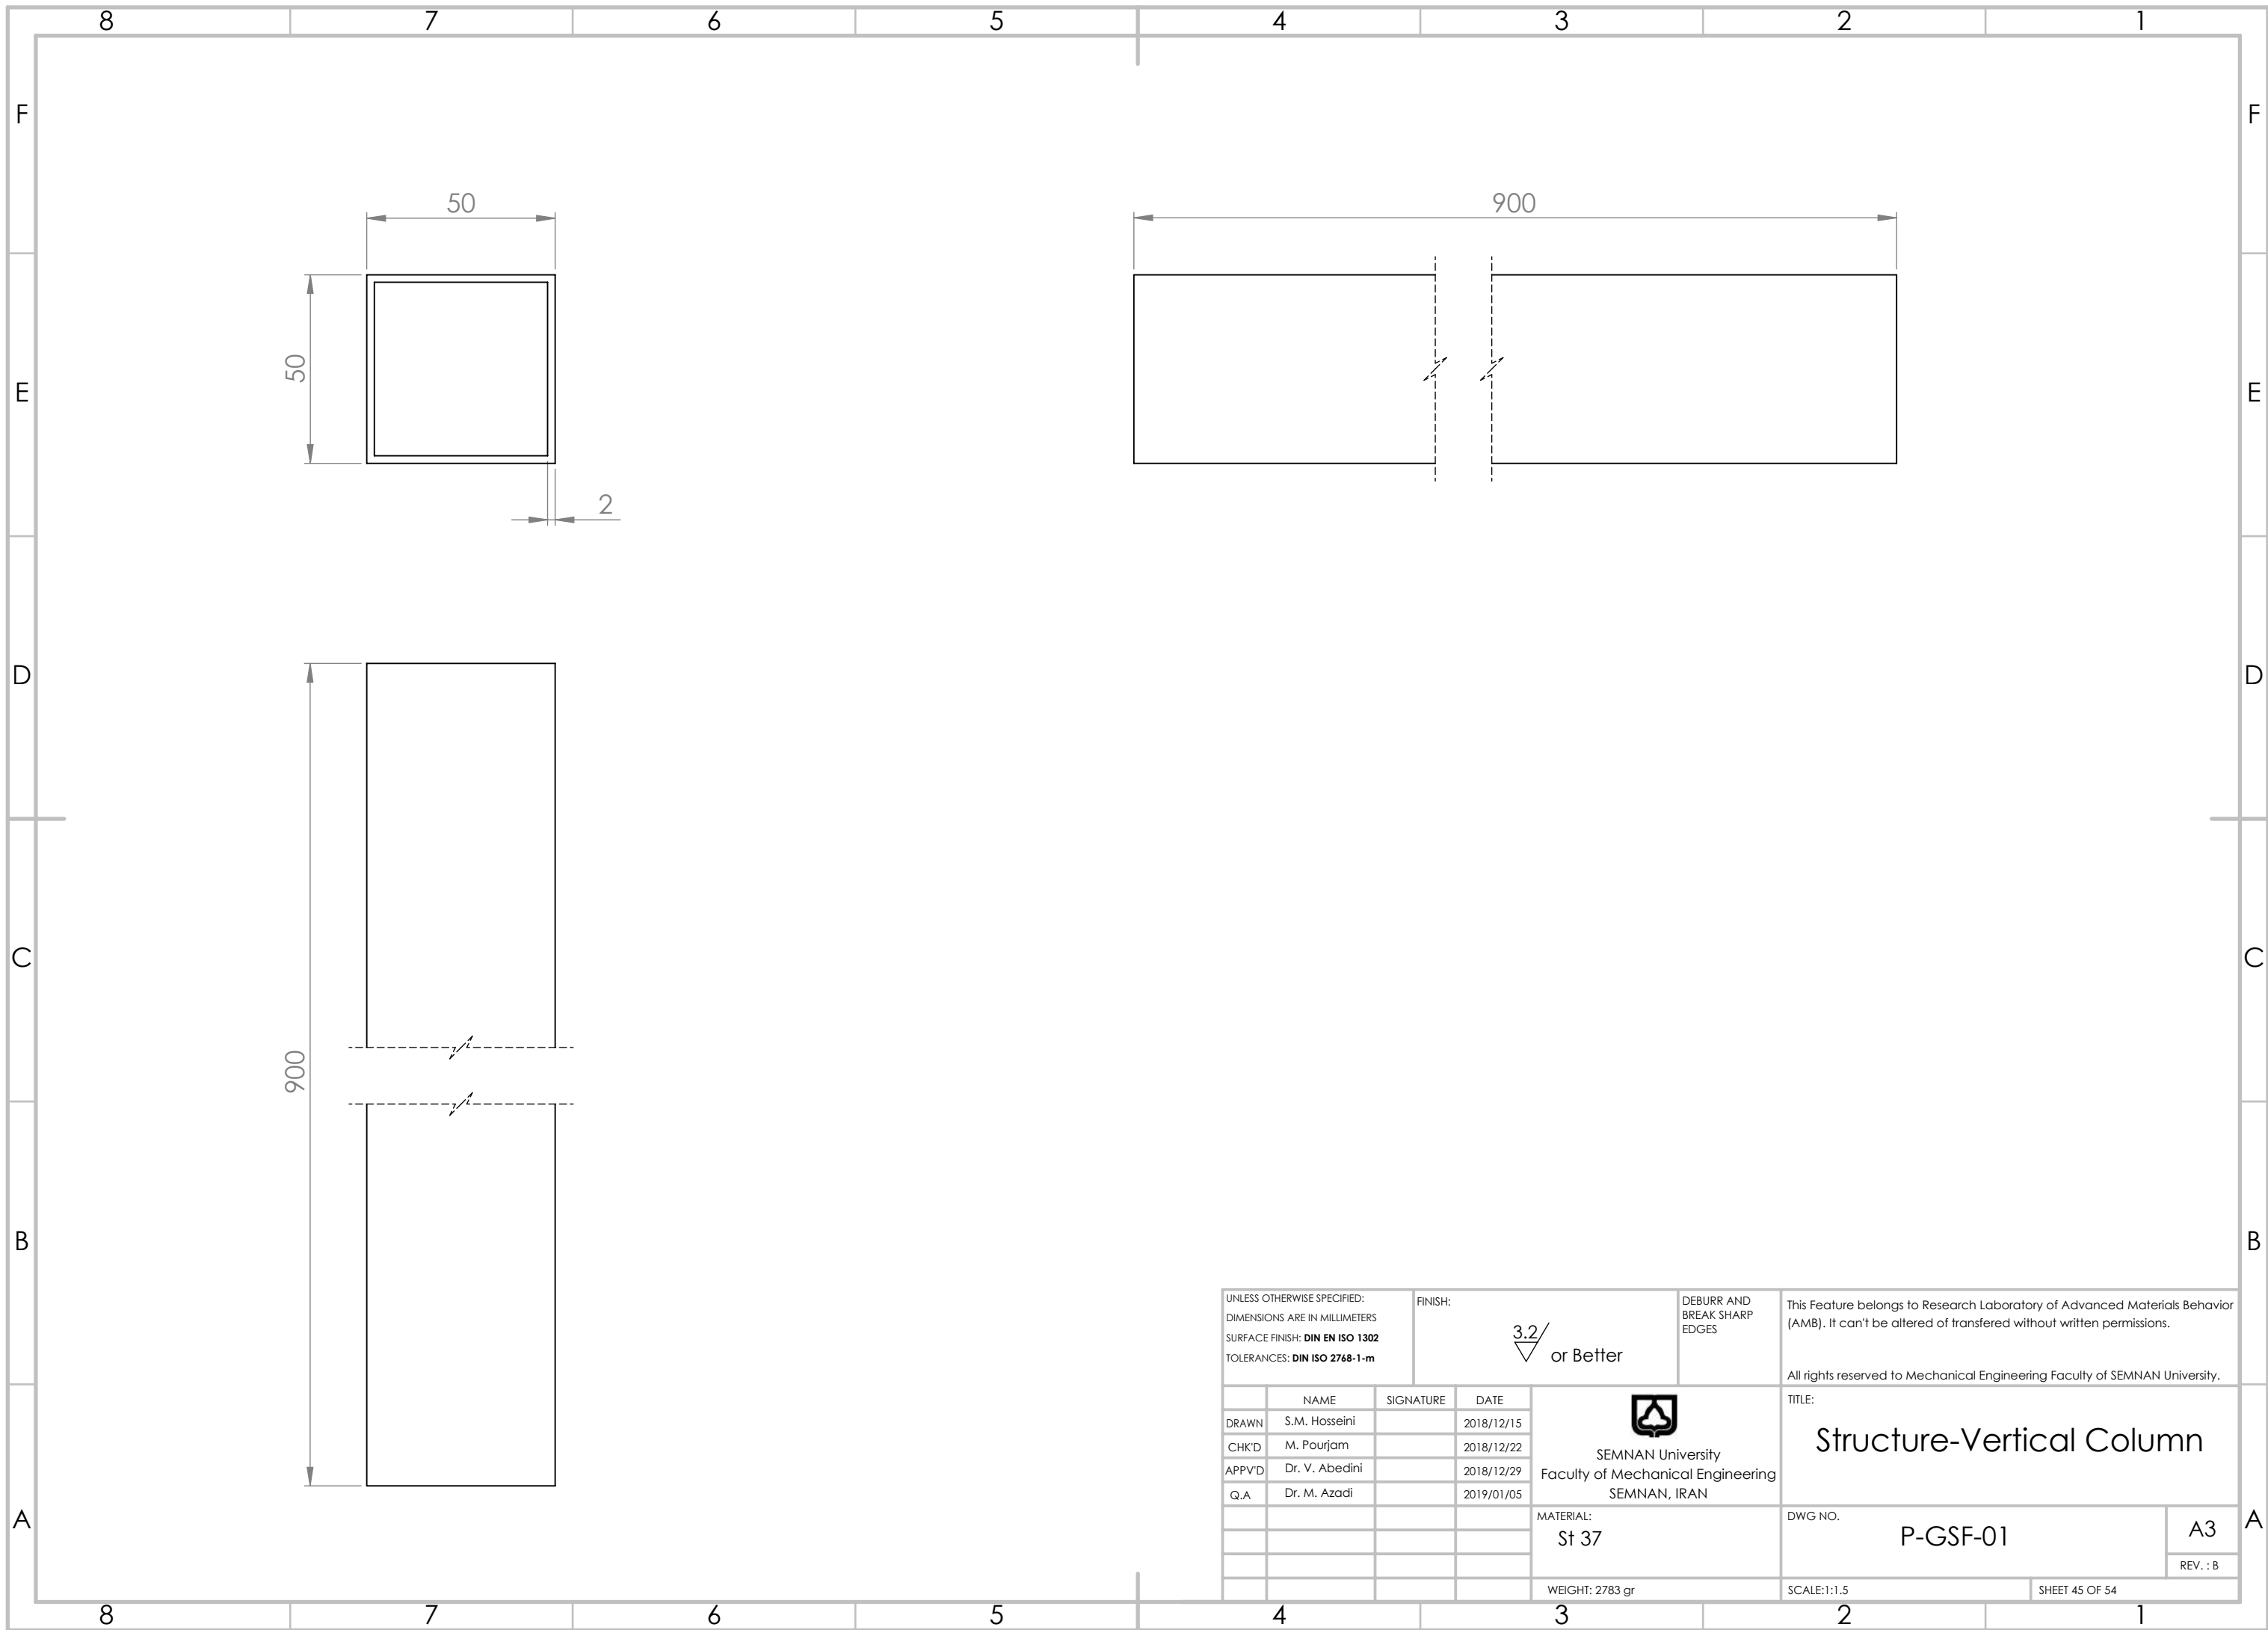 8 7 6 5 4 3 2 1
F F
50
900
50
E E
2
D D
900
C C
B B
UNLESS OTHERWISE SPECIFIED:
DIMENSIONS ARE IN MILLIMETERS
SURFACE FINISH: DIN EN ISO 1302
TOLERANCES: DIN ISO 2768-1-m
FINISH:
3.2
or Better
DEBURR AND
BREAK SHARP
EDGES
This Feature belongs to Research Laboratory of Advanced Materials Behavior
(AMB). It can't be altered of transfered without written permissions.
All rights reserved to Mechanical Engineering Faculty of SEMNAN University.
NAME SIGNATURE DATE
DRAWN S.M. Hosseini 2018/12/15
CHK'D M. Pourjam 2018/12/22
APPV'D Dr. V. Abedini 2018/12/29
Q.A Dr. M. Azadi 2019/01/05
SEMNAN University
Faculty of Mechanical Engineering
SEMNAN, IRAN
TITLE:
Structure-Vertical Column
MATERIAL:
St 37
DWG NO.
P-GSF-01
A3
REV. : B
A A
WEIGHT: 2783 gr
SCALE:1:1.5
SHEET 45 OF 54
8 7 6 5 4 3 2 1